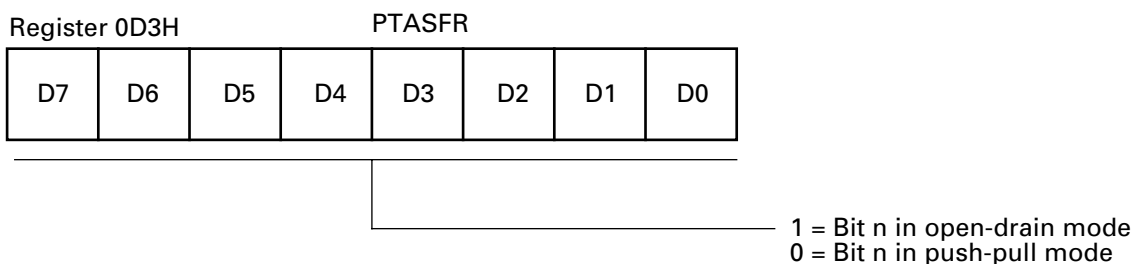 Register 0D3H PTASFR
D7 D6 D5 D4 D3 D2 D1 D0
1 = Bit n in open-drain mode
0 = Bit n in push-pull mode